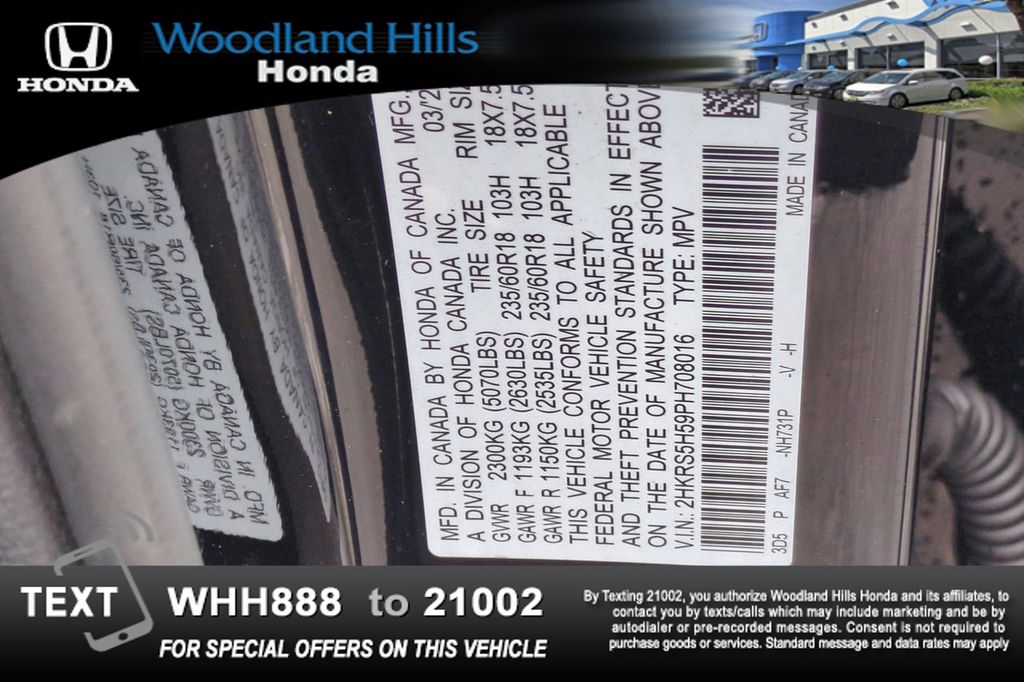 HONDA
Woodland Hills
Honda
MFD. IN CANADA BY HONDA OF CANADA MFG.,
A DIVISION OF HONDA CANADA INC. 03/'2
GVWR 2300KG (5070LBS) TIRE SIZE RIM SIZ
GAWR F 1193KG (2630LBS) 235/60R18 103H 18X7.5
GAWR R 1150KG (2535LBS) 235/60R18 103H 18X7.5
THIS VEHICLE CONFORMS TO ALL APPLICABLE
FEDERAL MOTOR VEHICLE SAFETY
AND THEFT PREVENTION STANDARDS IN EFFECT
ON THE DATE OF MANUFACTURE SHOWN ABOV
V.I.N.: 2HKRS5H59PH708016 TYPE: MPV
3D5 P AF7 -NH731P -V -H MADE IN CANAD
TEXT WHH888 to 21002
FOR SPECIAL OFFERS ON THIS VEHICLE
By Texting 21002, you authorize Woodland Hills Honda and its affiliates, to
contact you by texts/calls which may include marketing and be by
autodialer or pre-recorded messages. Consent is not required to
purchase goods or services. Standard message and data rates may apply